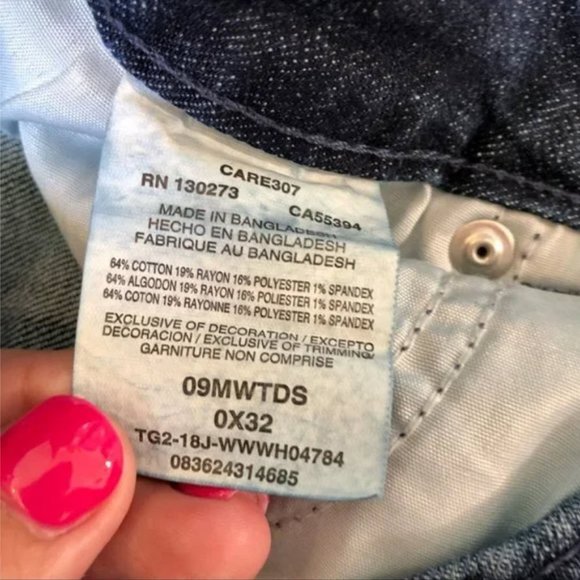 CARE307
RN 130273 CA55394
MADE IN BANGLADESH
HECHO EN BANGLADESH
FABRIQUE AU BANGLADESH
64% COTTON 19% RAYON 16% POLYESTER 1% SPANDEX
64% ALGODON 19% RAYON 16% POLYESTER 1% SPANDEX
64% COTON 19% RAYONNE 16% POLYESTER 1% SPANDEX
EXCLUSIVE OF DECORATION / EXCEPTO
DECORACION / EXCLUSIVE OF TRIMMING/
GARNITURE NON COMPRISE
09MWTDS
0X32
TG2-18J-WWWH04784
083624314685